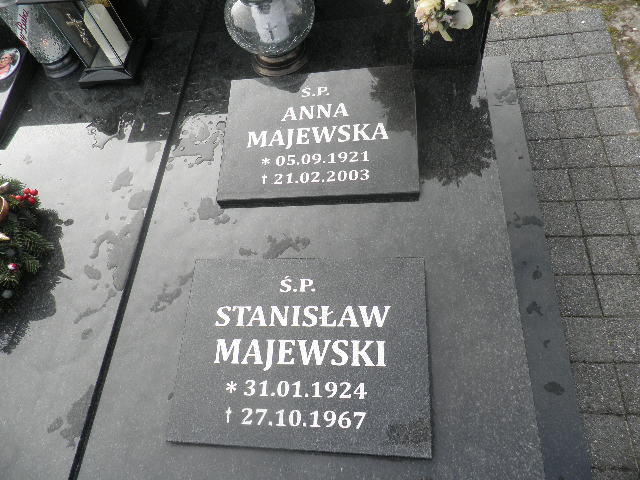 Ś.P.
ANNA
MAJEWSKA
* 05.09.1921
† 21.02.2003
Ś.P.
STANISŁAW
MAJEWSKI
* 31.01.1924
† 27.10.1967